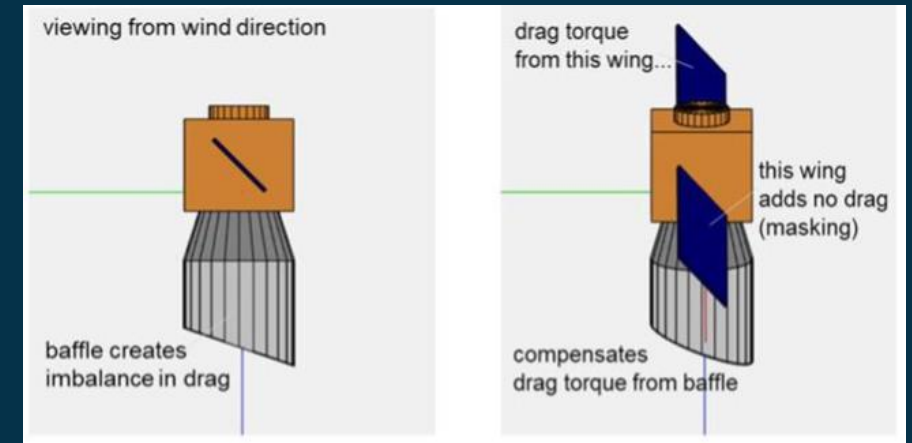 viewing from wind direction
baffle creates
imbalance in drag
drag torque
from this wing...
this wing
adds no drag
(masking)
compensates
drag torque from baffle